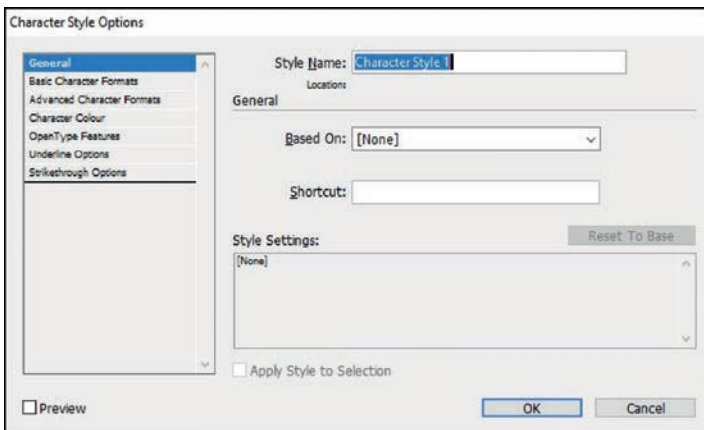 Character Style Options
General
Basic Character Formats
Advanced Character Formats
Character Colour
OpenType Features
Underline Options
Strikethrough Options
Style Name: Character Style 1
Location:
General
Based On: [None]
Shortcut:
Reset To Base
Style Settings:
[None]
Apply Style to Selection
Preview
OK
Cancel